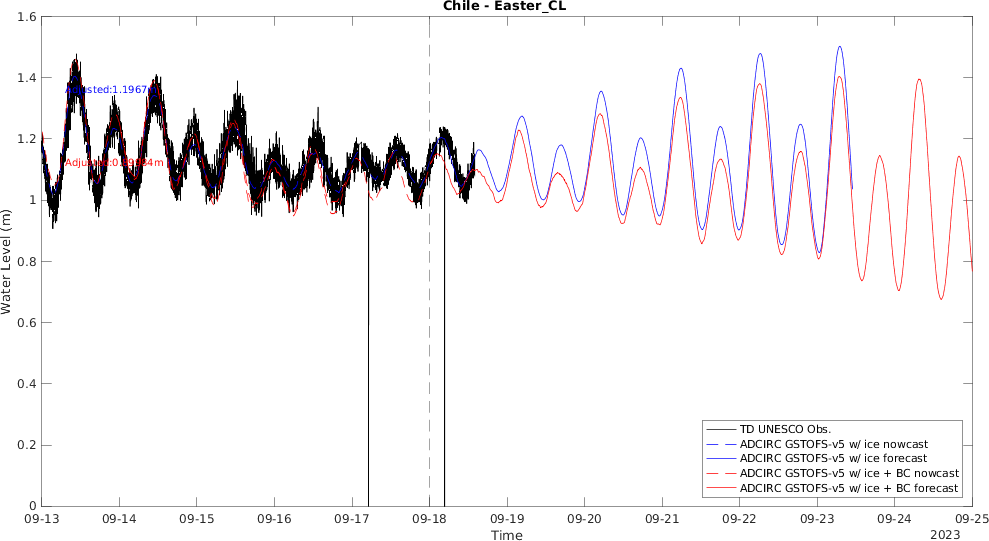 Chile - Easter_CL
Water Level (m)
1.6
1.4
1.2
1
0.8
0.6
0.4
0.2
0
Adjusted:1.1967m
TD UNESCO Obs.
ADCIRC GSTOFS-v5 w/ ice nowcast
ADCIRC GSTOFS-v5 w/ ice forecast
ADCIRC GSTOFS-v5 w/ ice + BC nowcast
ADCIRC GSTOFS-v5 w/ ice + BC forecast
09-13 09-14 09-15 09-16 09-17 09-18 09-19 09-20 09-21 09-22 09-23 09-24 09-25
Time
2023